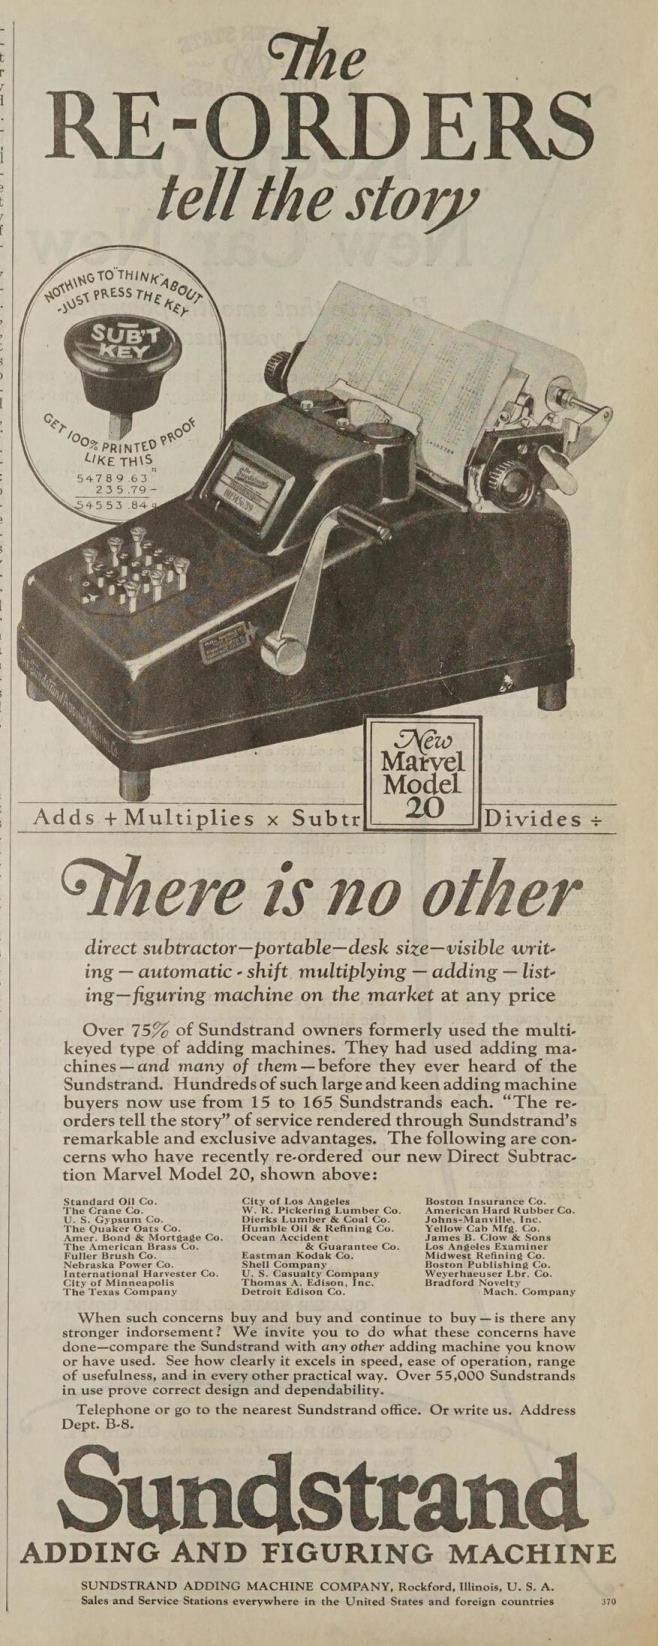 The
RE-ORDERS
tell the story
NOTHING TO "THINK" ABOUT
-JUST PRESS THE KEY
SUB'T
KEY
GET 100% PRINTED PROOF
LIKE THIS
54789.63
235.79-
54553.84
The Sundstrand Adding Machine Co.
New
Marvel
Model
20
Adds + Multiplies × Subtr
Divides ÷
There is no other
direct subtractor—portable—desk size—visible writ-
ing — automatic - shift multiplying — adding — list-
ing—figuring machine on the market at any price
Over 75% of Sundstrand owners formerly used the multi-
keyed type of adding machines. They had used adding ma-
chines—and many of them—before they ever heard of the
Sundstrand. Hundreds of such large and keen adding machine
buyers now use from 15 to 165 Sundstrands each. "The re-
orders tell the story" of service rendered through Sundstrand's
remarkable and exclusive advantages. The following are con-
cerns who have recently re-ordered our new Direct Subtrac-
tion Marvel Model 20, shown above:
Standard Oil Co.
The Crane Co.
U. S. Gypsum Co.
The Quaker Oats Co.
Amer. Bond & Mortgage Co.
The American Brass Co.
Fuller Brush Co.
Nebraska Power Co.
International Harvester Co.
City of Minneapolis
The Texas Company
City of Los Angeles
W. R. Pickering Lumber Co.
Dierks Lumber & Coal Co.
Humble Oil & Refining Co.
Ocean Accident
& Guarantee Co.
Eastman Kodak Co.
Shell Company
U. S. Casualty Company
Thomas A. Edison, Inc.
Detroit Edison Co.
Boston Insurance Co.
American Hard Rubber Co.
Johns-Manville, Inc.
Yellow Cab Mfg. Co.
James B. Clow & Sons
Los Angeles Examiner
Midwest Refining Co.
Boston Publishing Co.
Weyerhaeuser Lbr. Co.
Bradford Novelty
Mach. Company
When such concerns buy and buy and continue to buy—is there any
stronger indorsement? We invite you to do what these concerns have
done—compare the Sundstrand with any other adding machine you know
or have used. See how clearly it excels in speed, ease of operation, range
of usefulness, and in every other practical way. Over 55,000 Sundstrands
in use prove correct design and dependability.
Telephone or go to the nearest Sundstrand office. Or write us. Address
Dept. B-8.
Sundstrand
ADDING AND FIGURING MACHINE
SUNDSTRAND ADDING MACHINE COMPANY, Rockford, Illinois, U. S. A.
Sales and Service Stations everywhere in the United States and foreign countries
370